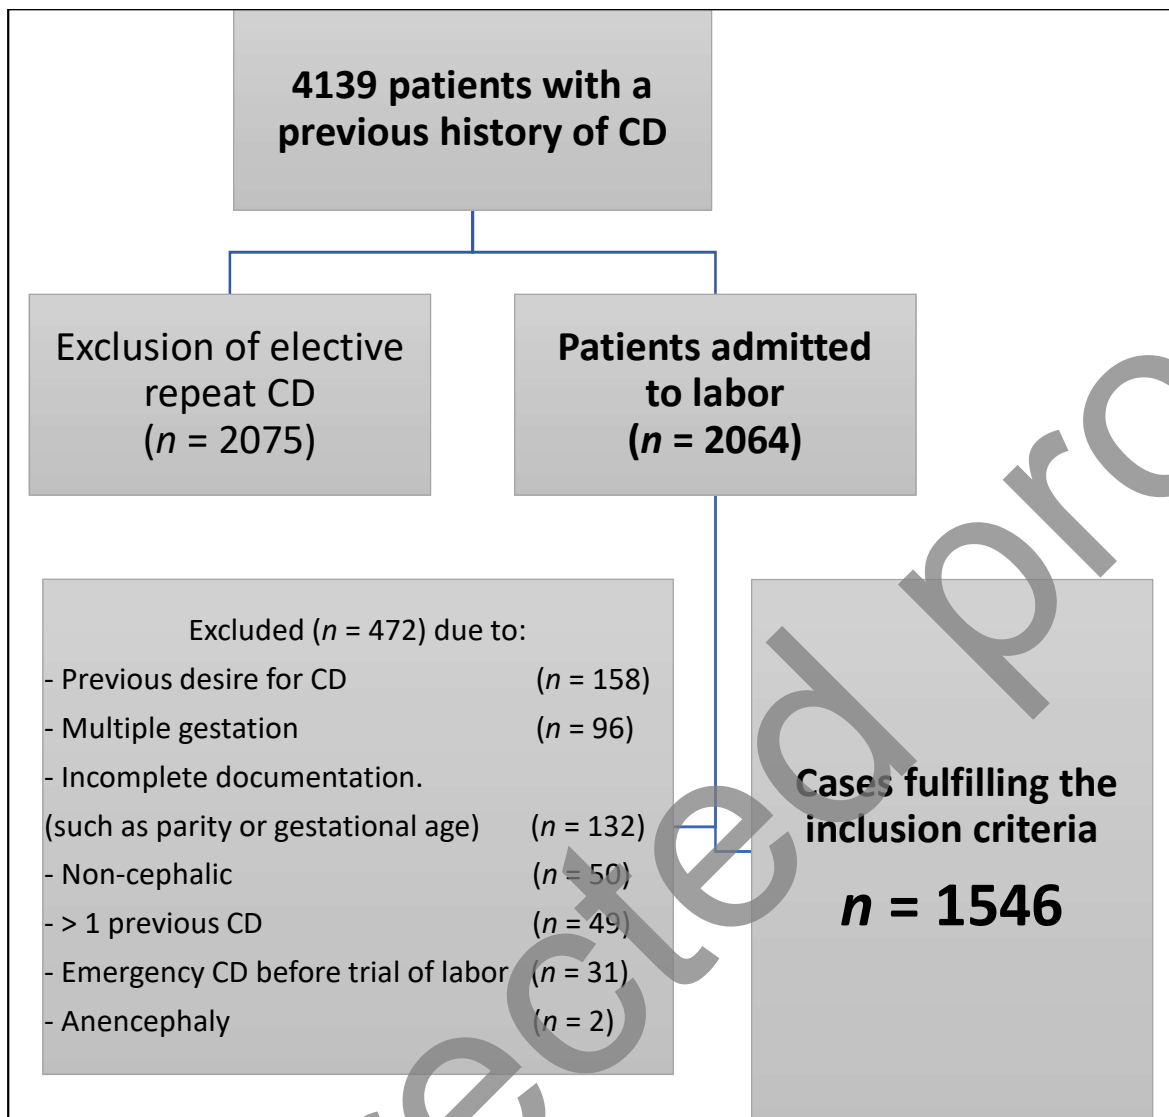 4139 patients with a
previous history of CD
Exclusion of elective
repeat CD
(n = 2075)
Patients admitted
to labor
(n = 2064)
Excluded (n = 472) due to:
- Previous desire for CD (n = 158)
- Multiple gestation (n = 96)
- Incomplete documentation.
(such as parity or gestational age) (n = 132)
- Non-cephalic (n = 50)
- > 1 previous CD (n = 49)
- Emergency CD before trial of labor (n = 31)
- Anencephaly (n = 2)
Cases fulfilling the
inclusion criteria
n = 1546
ected pro